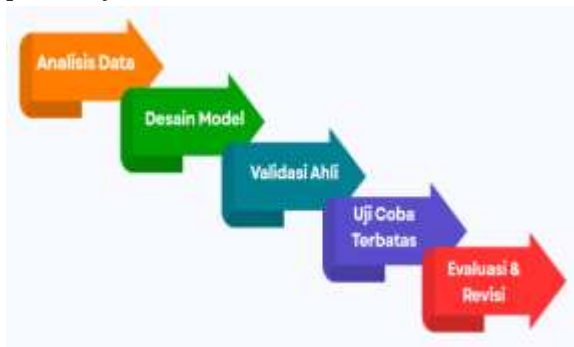 Analisis Data
Desain Model
Validasi Ahli
Uji Coba
Terbatas
Evaluasi &
Revisi